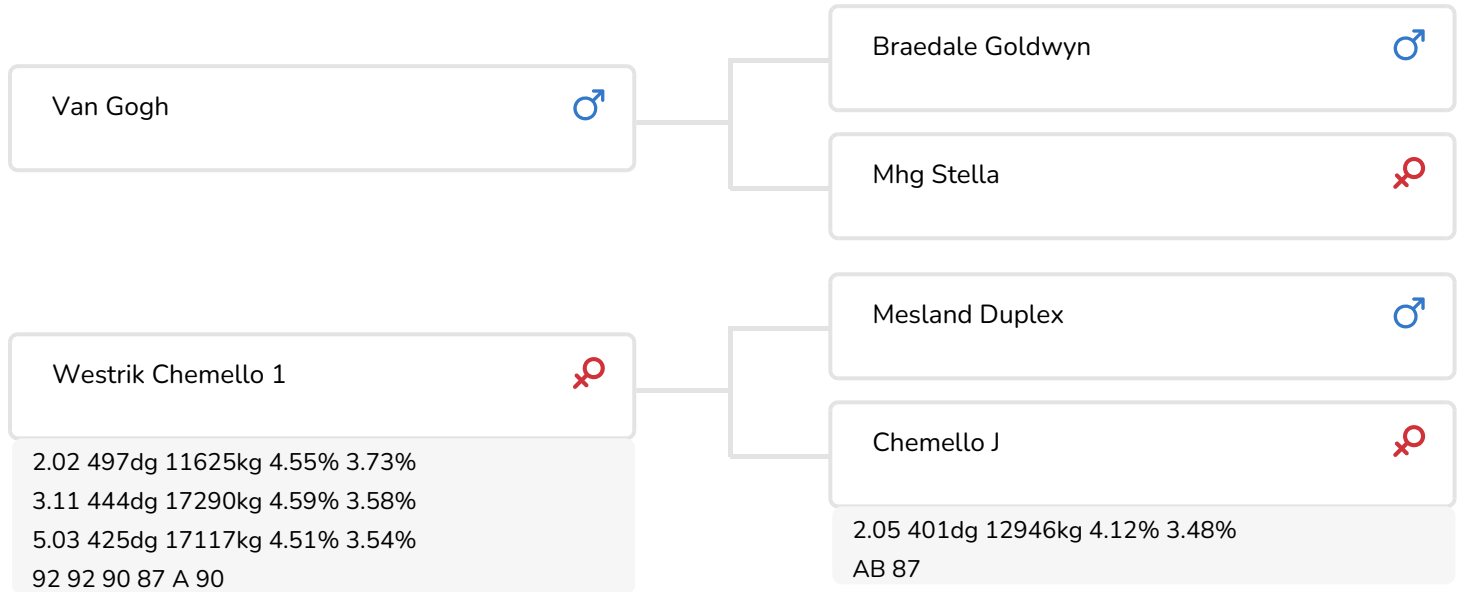 Van Gogh
Braedale Goldwyn
Mhg Stella
Westrik Chemello 1
2.02 497dg 11625kg 4.55% 3.73%
3.11 444dg 17290kg 4.59% 3.58%
5.03 425dg 17117kg 4.51% 3.54%
92 92 90 87 A 90
Mesland Duplex
Chemello J
2.05 401dg 12946kg 4.12% 3.48%
AB 87